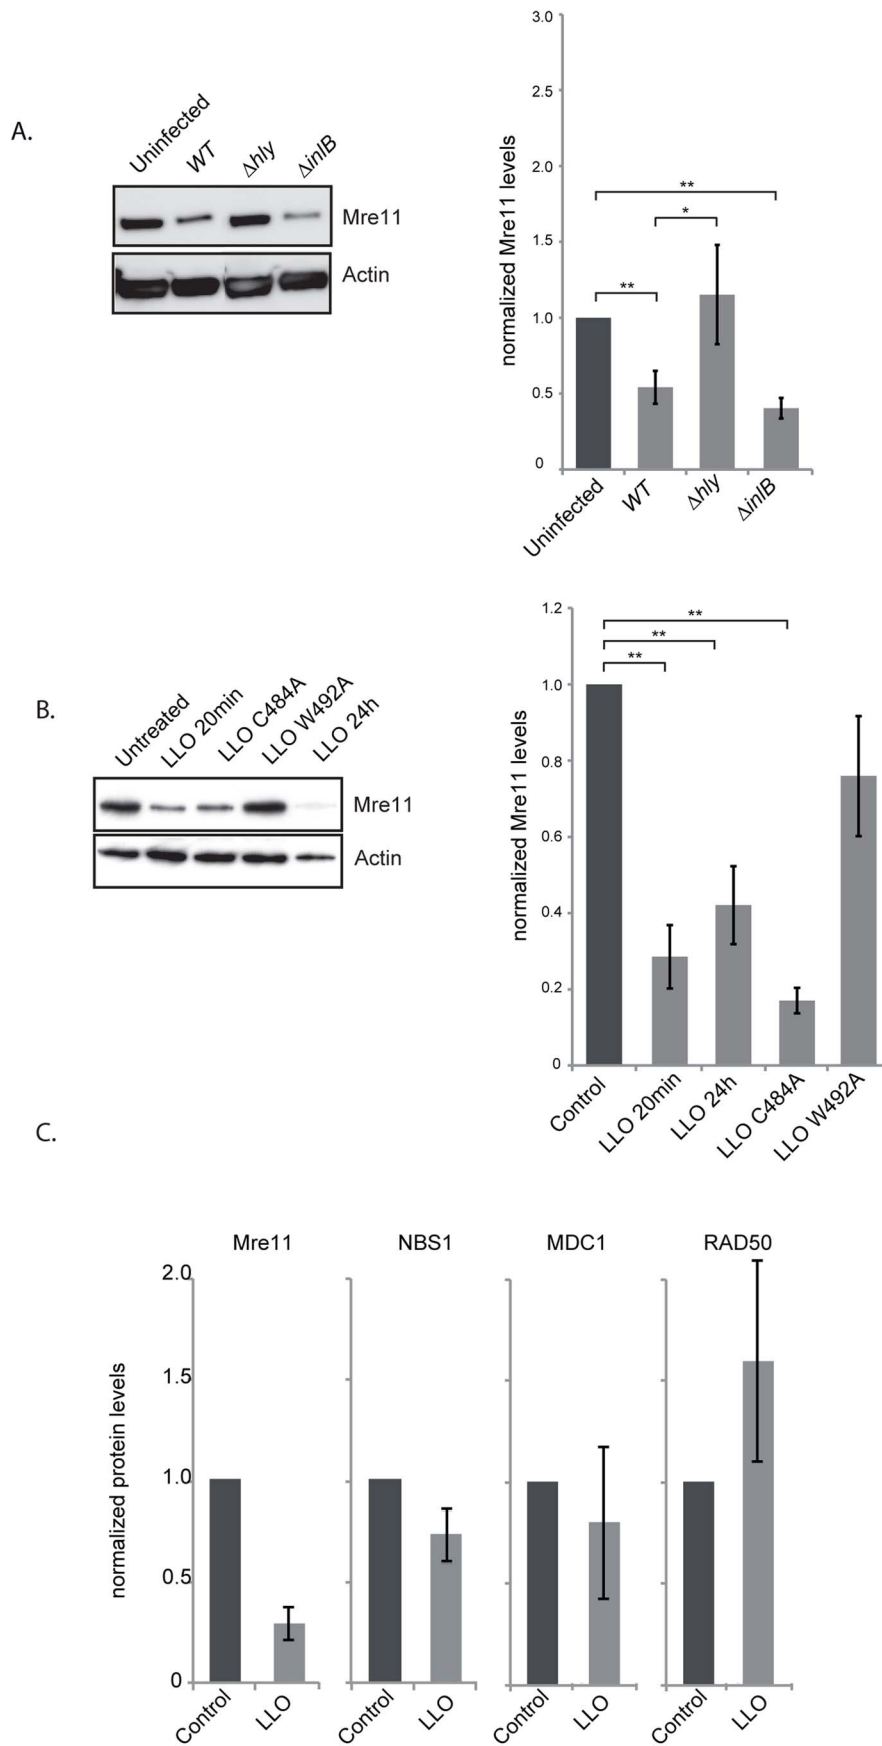 A.
Uninfected
WT
Δhly
ΔinlB
Mre11
Actin
normalized Mre11 levels
3.0
2.5
2.0
1.5
1.0
0.5
0
**
*
**
Uninfected
WT
Δhly
ΔinlB
B.
Untreated
LLO 20min
LLO C484A
LLO W492A
LLO 24h
Mre11
Actin
normalized Mre11 levels
1.2
1.0
0.8
0.6
0.4
0.2
0
**
**
**
Control
LLO 20min
LLO 24h
LLO C484A
LLO W492A
C.
Mre11
NBS1
MDC1
RAD50
normalized protein levels
2.0
1.5
1.0
0.5
0
Control
LLO
Control
LLO
Control
LLO
Control
LLO